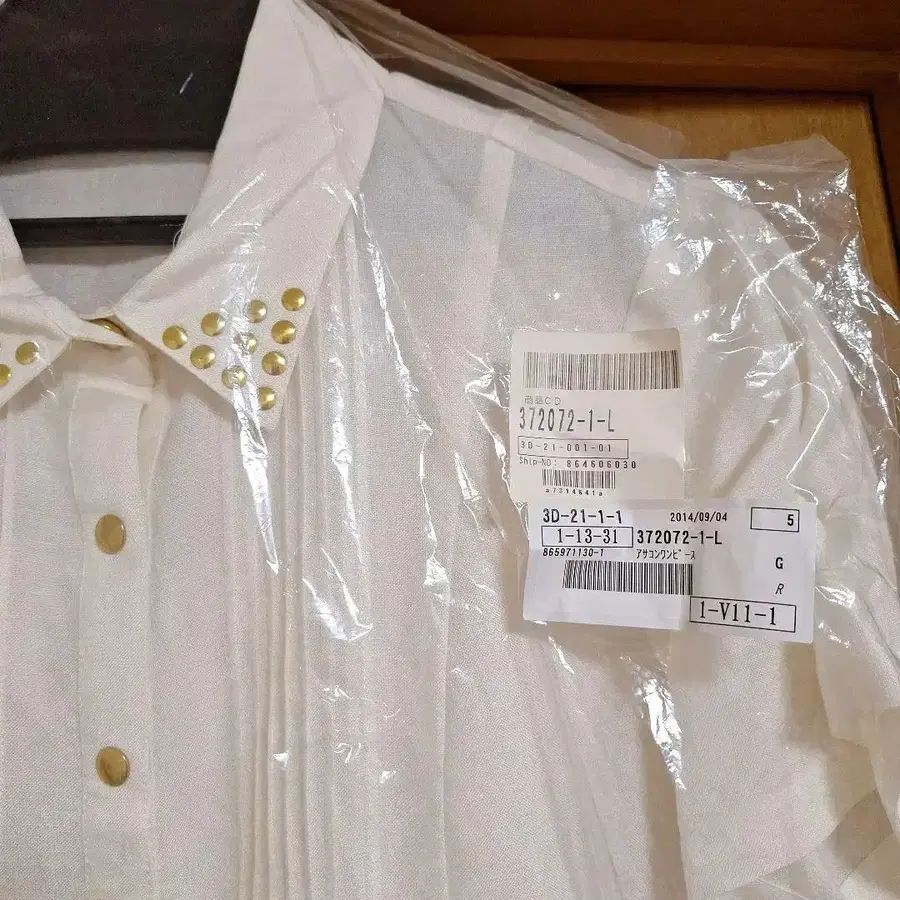 商品CD
372072-1-L
3D-21-001-01
Ship-NO: 864606030
a7814641a
3D-21-1-1 2014/09/04 5
1-13-31 372072-1-L
865971130-1 アサコンワンピース
G
R
1-V11-1